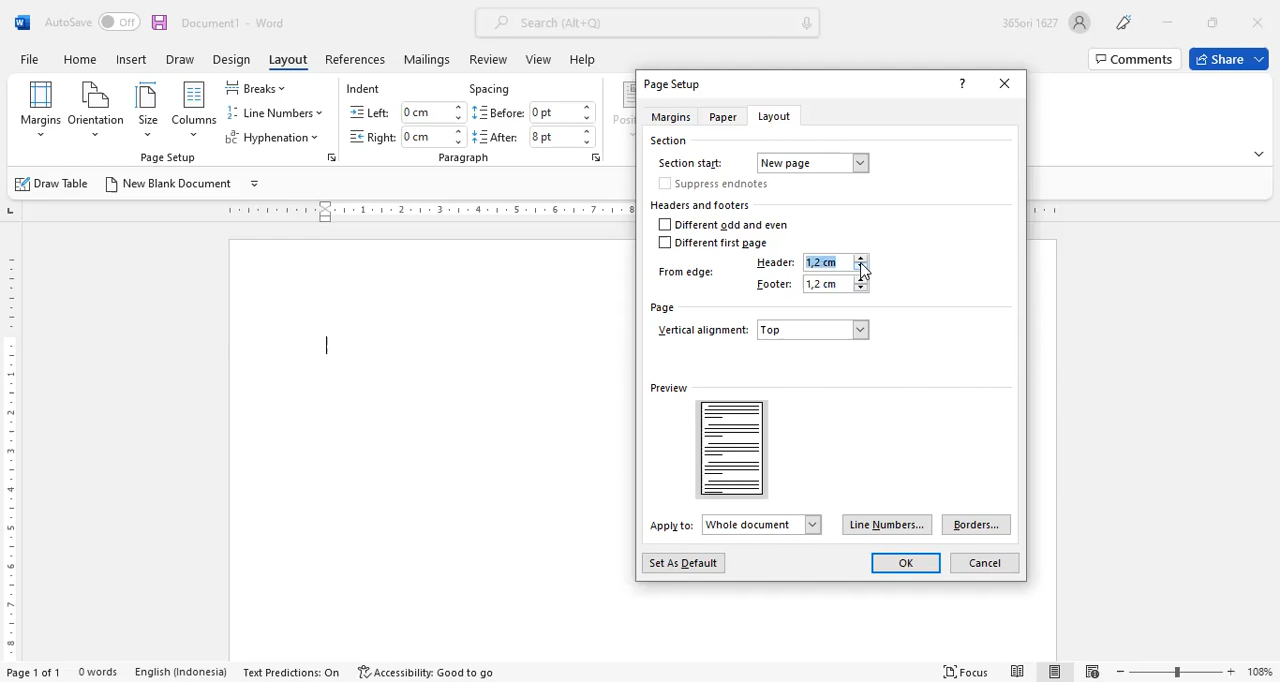 AutoSave Off Document1 - Word Search (Alt+Q) 365ori 1627
File Home Insert Draw Design Layout References Mailings Review View Help Comments Share
Margins Orientation Size Columns
Breaks
Line Numbers
Hyphenation
Page Setup
Indent
Left: 0 cm
Right: 0 cm
Spacing
Before: 0 pt
After: 8 pt
Paragraph
Draw Table New Blank Document
Page Setup ?
Margins Paper Layout
Section
Section start: New page
Suppress endnotes
Headers and footers
Different odd and even
Different first page
From edge:
Header: 1,2 cm
Footer: 1,2 cm
Page
Vertical alignment: Top
Preview
Apply to: Whole document Line Numbers... Borders...
Set As Default OK Cancel
Page 1 of 1 0 words English (Indonesia) Text Predictions: On Accessibility: Good to go Focus 108%